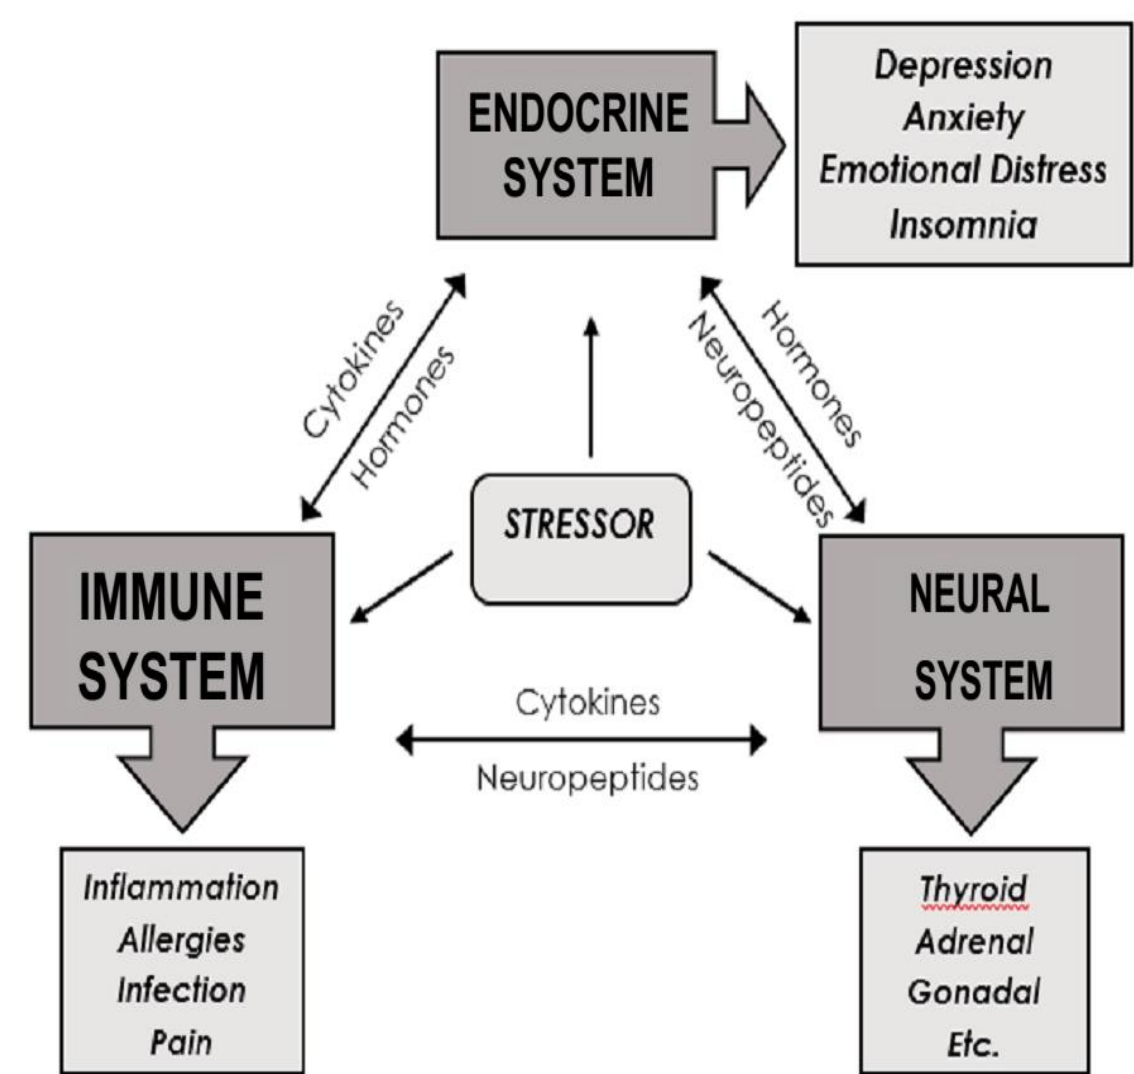 ENDOCRINE
SYSTEM
Depression
Anxiety
Emotional Distress
Insomnia
Cytokines
Hormones
Hormones
Neuropeptides
STRESSOR
IMMUNE
SYSTEM
NEURAL
SYSTEM
Cytokines
Neuropeptides
Inflammation
Allergies
Infection
Pain
Thyroid
Adrenal
Gonadal
Etc.